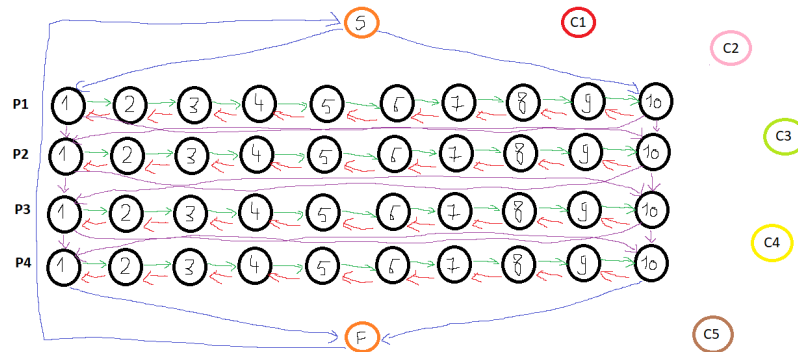 S C1
C2
P1 1 2 3 4 5 6 7 8 9 10
C3
P2 1 2 3 4 5 6 7 8 9 10
P3 1 2 3 4 5 6 7 8 9 10
C4
P4 1 2 3 4 5 6 7 8 9 10
F C5